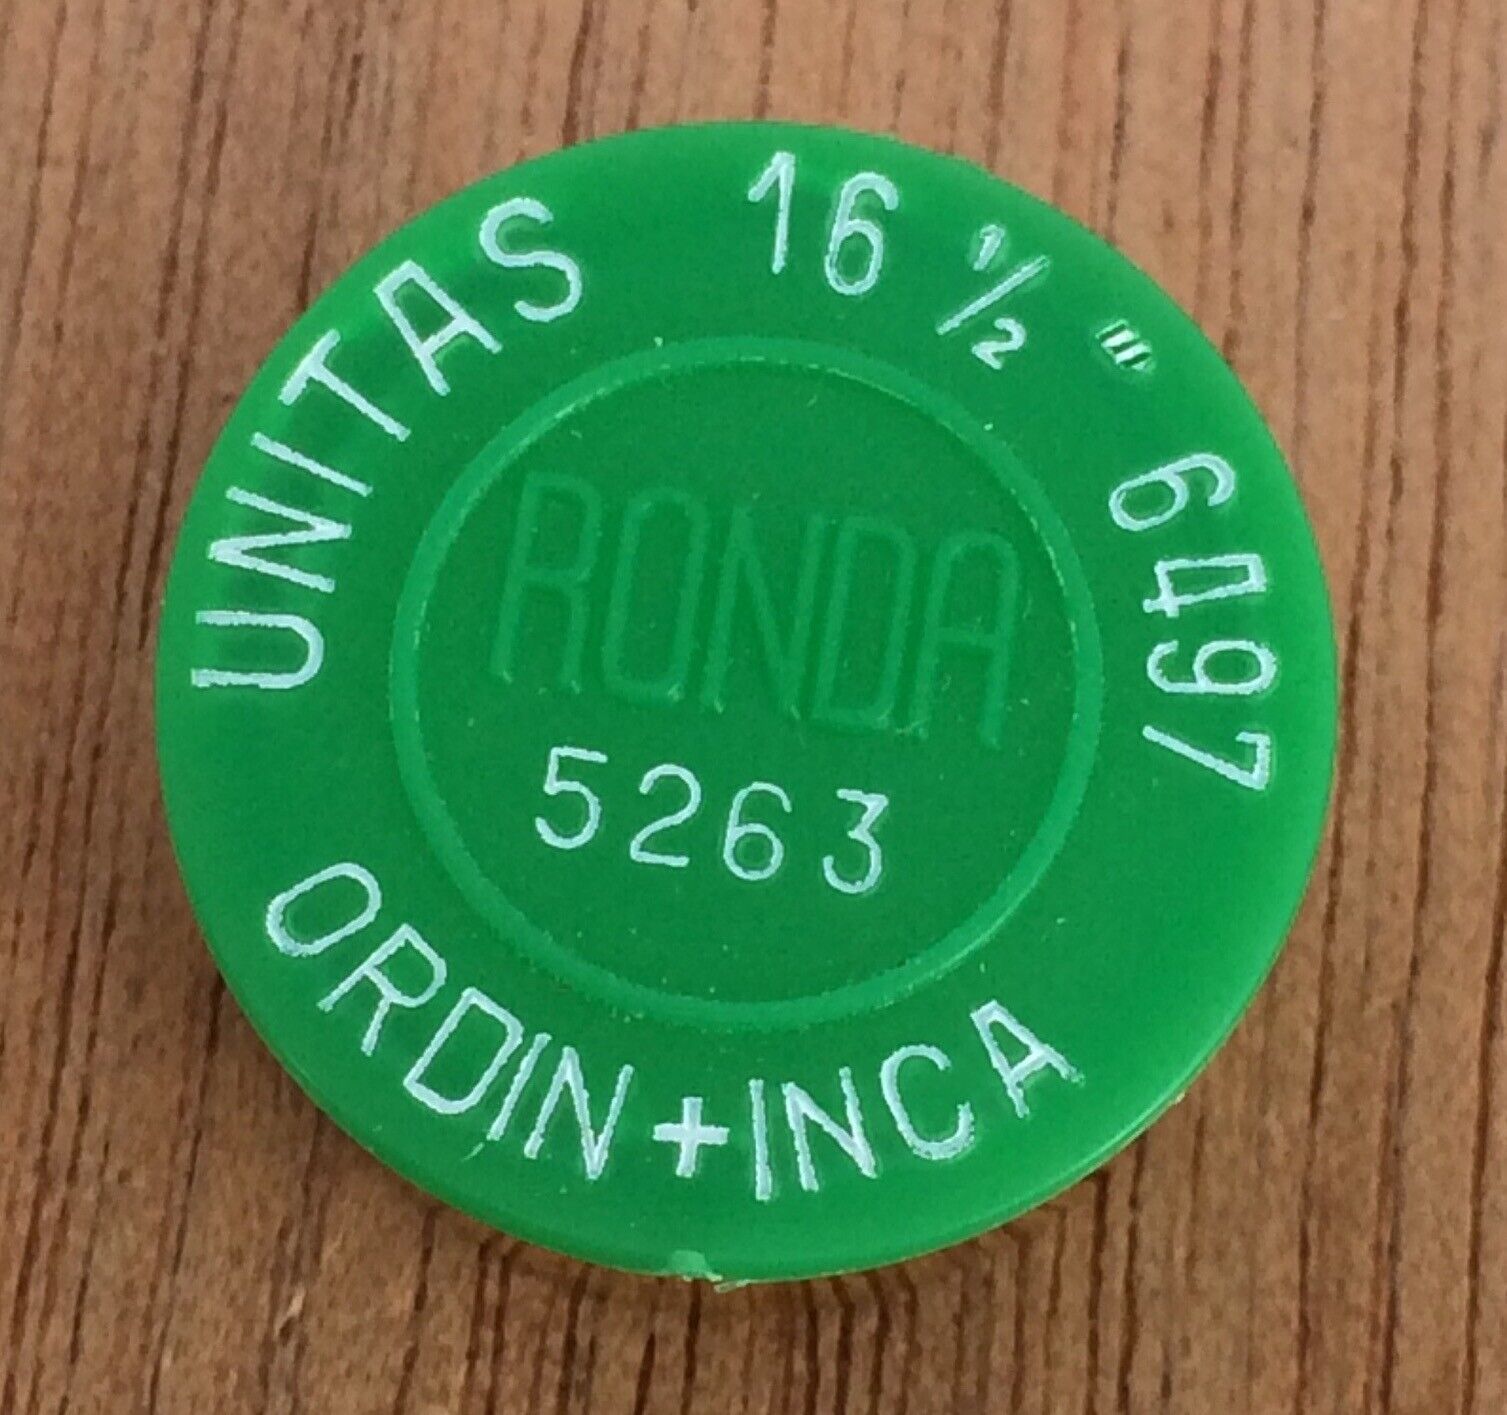 UNITAS 16 ½ ''' 6497
RONDA
5263
ORDIN+INCA